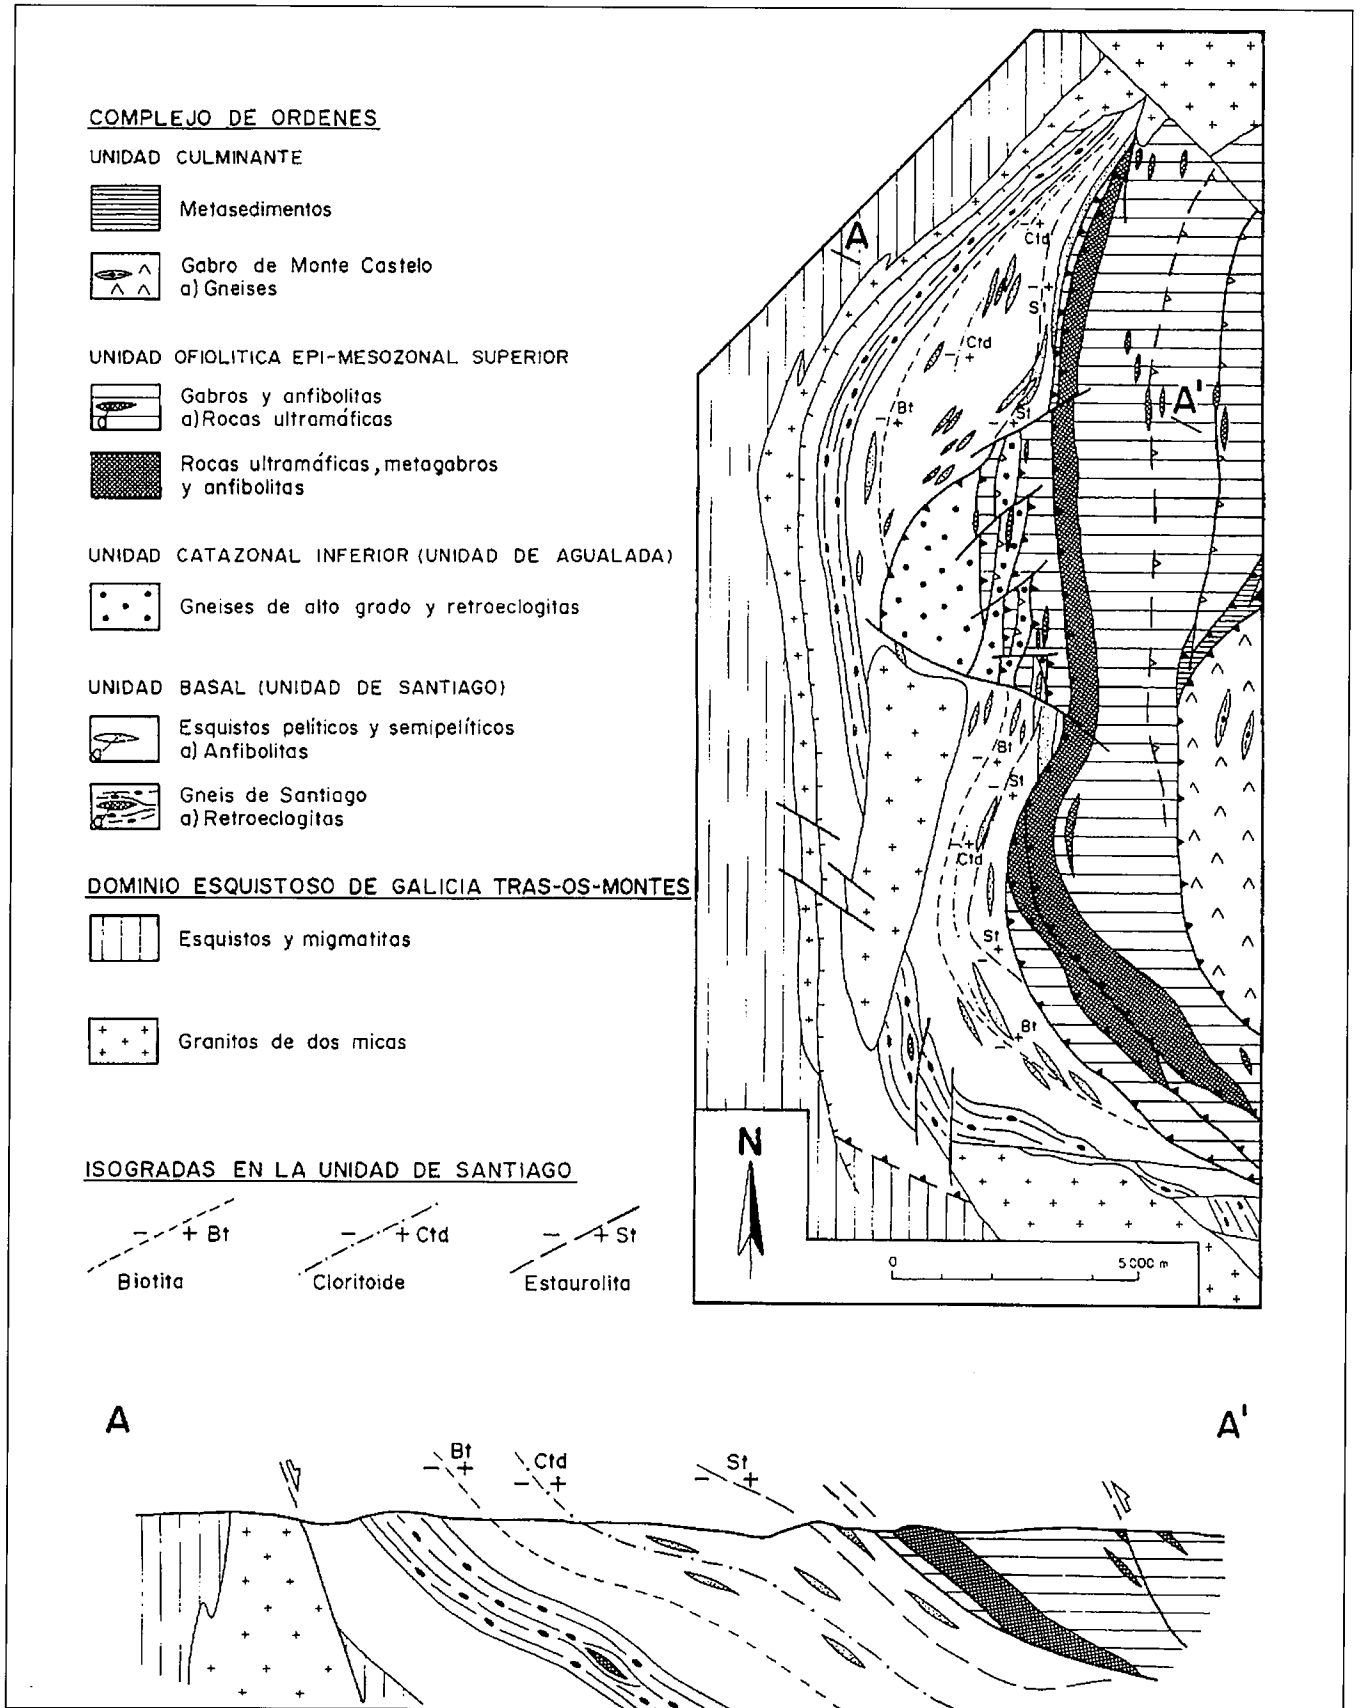 COMPLEJO DE ORDENES
UNIDAD CULMINANTE
Metasedimentos
Gabro de Monte Castelo
a) Gneises
UNIDAD OFIOLITICA EPI-MESOZONAL SUPERIOR
Gabros y anfibolitas
a) Rocas ultramáficas
a
Rocas ultramáficas, metagabros
y anfibolitas
UNIDAD CATAZONAL INFERIOR (UNIDAD DE AGUALADA)
Gneises de alto grado y retroeclogitas
UNIDAD BASAL (UNIDAD DE SANTIAGO)
Esquistos pelíticos y semipelíticos
a) Anfibolitas
a
Gneis de Santiago
a) Retroeclogitas
a
DOMINIO ESQUISTOSO DE GALICIA TRAS-OS-MONTES
Esquistos y migmatitas
Granitos de dos micas
ISOGRADAS EN LA UNIDAD DE SANTIAGO
- + Bt
- + Ctd
- + St
Biotita
Cloritoide
Estaurolita
A
- + Ctd
- + St
- + Ctd
A'
- + Bt
- + St
- + Bt
- + St
- + Ctd
- + St
- + Bt
N
0 5000 m
A
A'
- + Bt
- + Ctd
- + St